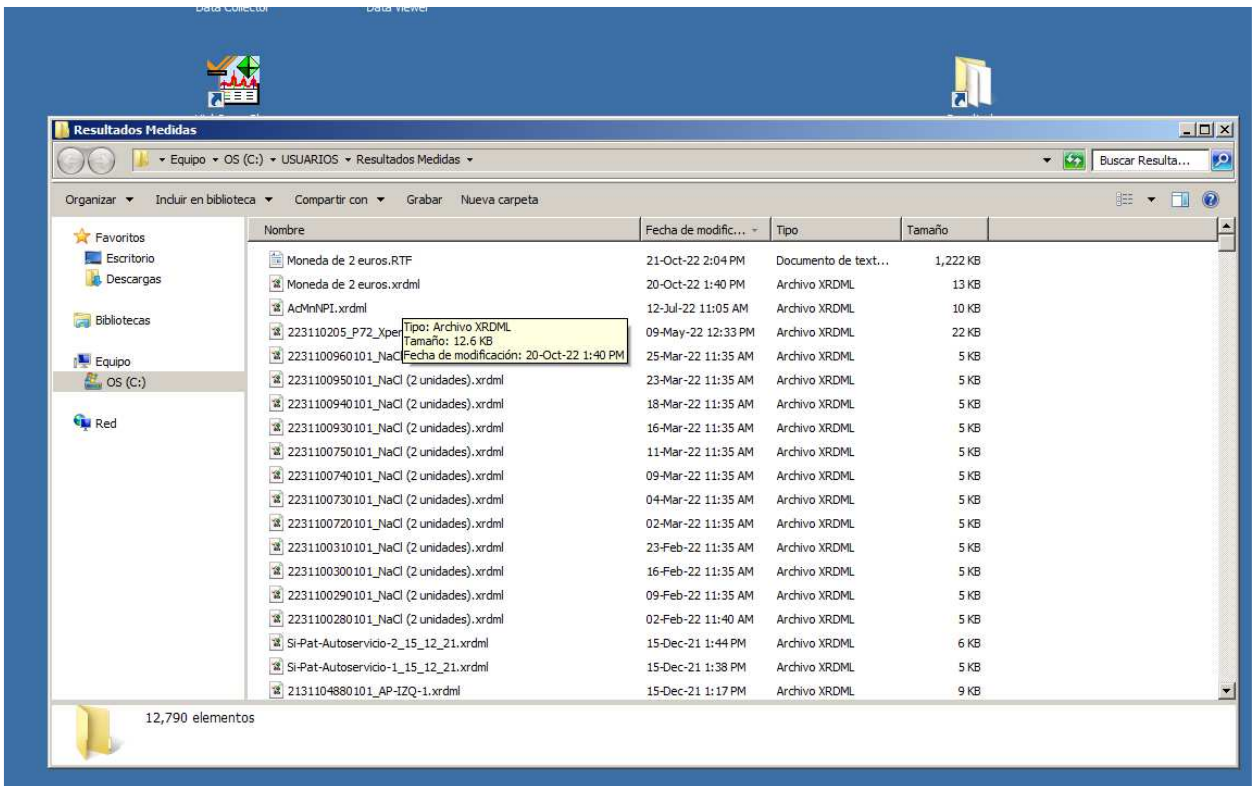 Data Collector Data Viewer
Resultados Medidas
Equipo OS (C:) USUARIOS Resultados Medidas Buscar Resulta...
Organizar Incluir en biblioteca Compartir con Grabar Nueva carpeta
Favoritos
Escritorio
Descargas
Bibliotecas
Equipo
OS (C:)
Red
Nombre Fecha de modific... Tipo Tamaño
Moneda de 2 euros.RTF 21-Oct-22 2:04 PM Documento de text... 1,222 KB
Moneda de 2 euros.xrdml 20-Oct-22 1:40 PM Archivo XRDML 13 KB
AcMnNPI.xrdml 12-Jul-22 11:05 AM Archivo XRDML 10 KB
223110205_P72_Xper 09-May-22 12:33 PM Archivo XRDML 22 KB
2231100960101_NaCl 25-Mar-22 11:35 AM Archivo XRDML 5 KB
Tipo: Archivo XRDML
Tamaño: 12.6 KB
Fecha de modificación: 20-Oct-22 1:40 PM
2231100950101_NaCl (2 unidades).xrdml 23-Mar-22 11:35 AM Archivo XRDML 5 KB
2231100940101_NaCl (2 unidades).xrdml 18-Mar-22 11:35 AM Archivo XRDML 5 KB
2231100930101_NaCl (2 unidades).xrdml 16-Mar-22 11:35 AM Archivo XRDML 5 KB
2231100750101_NaCl (2 unidades).xrdml 11-Mar-22 11:35 AM Archivo XRDML 5 KB
2231100740101_NaCl (2 unidades).xrdml 09-Mar-22 11:35 AM Archivo XRDML 5 KB
2231100730101_NaCl (2 unidades).xrdml 04-Mar-22 11:35 AM Archivo XRDML 5 KB
2231100720101_NaCl (2 unidades).xrdml 02-Mar-22 11:35 AM Archivo XRDML 5 KB
2231100310101_NaCl (2 unidades).xrdml 23-Feb-22 11:35 AM Archivo XRDML 5 KB
2231100300101_NaCl (2 unidades).xrdml 16-Feb-22 11:35 AM Archivo XRDML 5 KB
2231100290101_NaCl (2 unidades).xrdml 09-Feb-22 11:35 AM Archivo XRDML 5 KB
2231100280101_NaCl (2 unidades).xrdml 02-Feb-22 11:40 AM Archivo XRDML 5 KB
Si-Pat-Autoservicio-2_15_12_21.xrdml 15-Dec-21 1:44 PM Archivo XRDML 6 KB
Si-Pat-Autoservicio-1_15_12_21.xrdml 15-Dec-21 1:38 PM Archivo XRDML 5 KB
2131104880101_AP-IZQ-1.xrdml 15-Dec-21 1:17 PM Archivo XRDML 9 KB
12,790 elementos